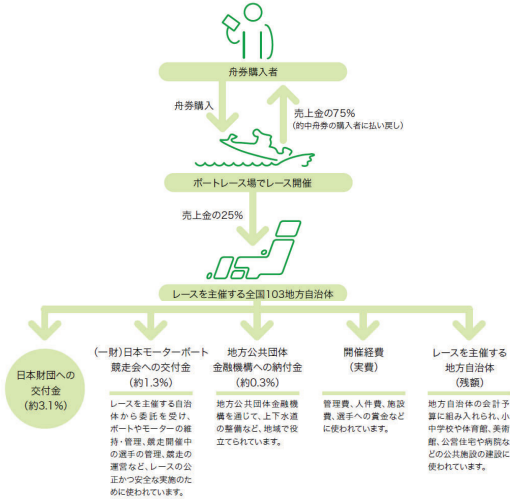 舟券購入者
舟券購入
売上金の75%
(的中舟券の購入者に払い戻し)
ボートレース場でレース開催
売上金の25%
レースを主催する全国103地方自治体
日本財団への
交付金
(約3.1%)
(一財)日本モーターボート
競走会への交付金
(約1.3%)
レースを主催する自治
体から委託を受け、
ボートやモーターの維
持・管理、競走開催中
の選手の管理、競走の
運営など、レースの公
正かつ安全な実施のた
めに使われています。
地方公共団体
金融機構への納付金
(約0.3%)
地方公共団体金融機
構を通じて、上下水道
の整備など、地域で役
立てられています。
開催経費
(実費)
管理費、人件費、施設
費、選手への賞金など
に使われています。
レースを主催する
地方自治体
(残額)
地方自治体の会計予
算に組み入れられ、小
中学校や体育館、美術
館、公営住宅や病院な
どの公共施設の建設に
使われています。